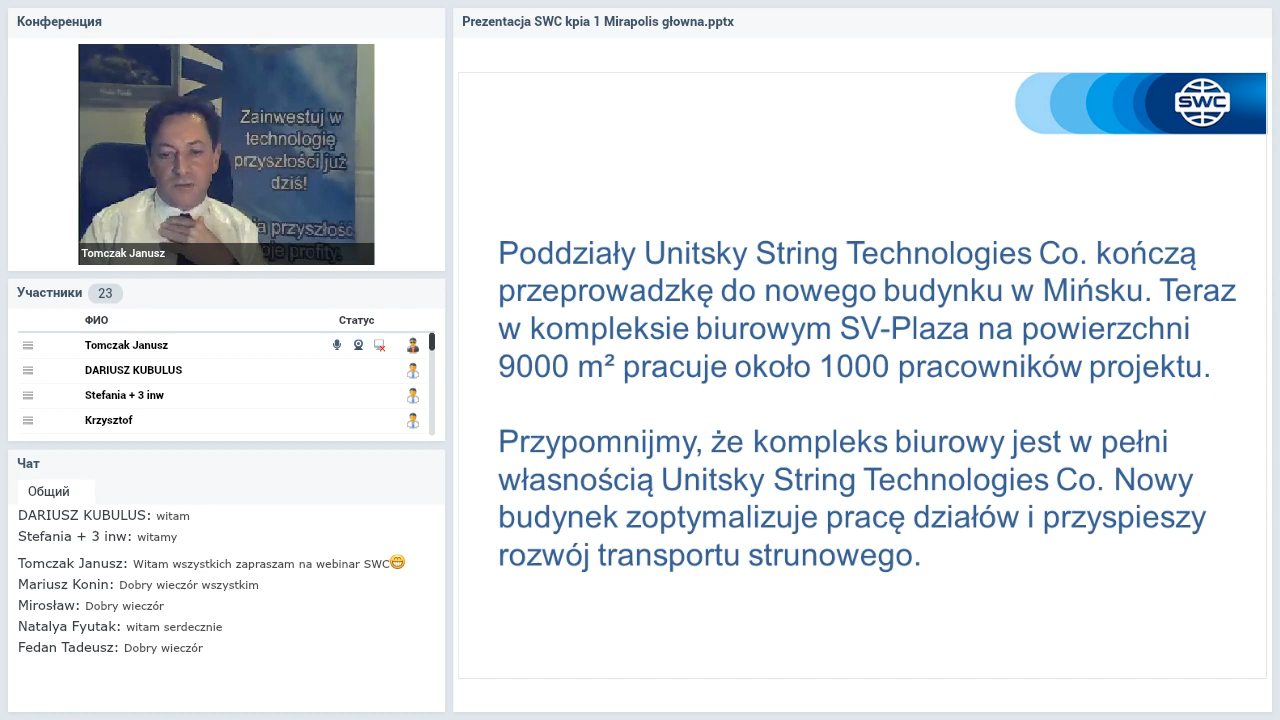 Конференция
Zainwestuj w
technologię
przyszłości już
dziś!
przyszłość
profity.
Tomczak Janusz
Участники 23
ФИО Статус
Tomczak Janusz
DARIUSZ KUBULUS
Stefania + 3 inw
Krzysztof
Чат
Общий
DARIUSZ KUBULUS: witam
Stefania + 3 inw: witamy
Tomczak Janusz: Witam wszystkich zapraszam na webinar SWC
Mariusz Konin: Dobry wieczór wszystkim
Mirosław: Dobry wieczór
Natalya Fyutak: witam serdecznie
Fedan Tadeusz: Dobry wieczór
Prezentacja SWC kpia 1 Mirapolis głowna.pptx
SWC
Poddziały Unitsky String Technologies Co. kończą
przeprowadzkę do nowego budynku w Mińsku. Teraz
w kompleksie biurowym SV-Plaza na powierzchni
9000 m² pracuje około 1000 pracowników projektu.
Przypomnijmy, że kompleks biurowy jest w pełni
własnością Unitsky String Technologies Co. Nowy
budynek zoptymalizuje pracę działów i przyspieszy
rozwój transportu strunowego.